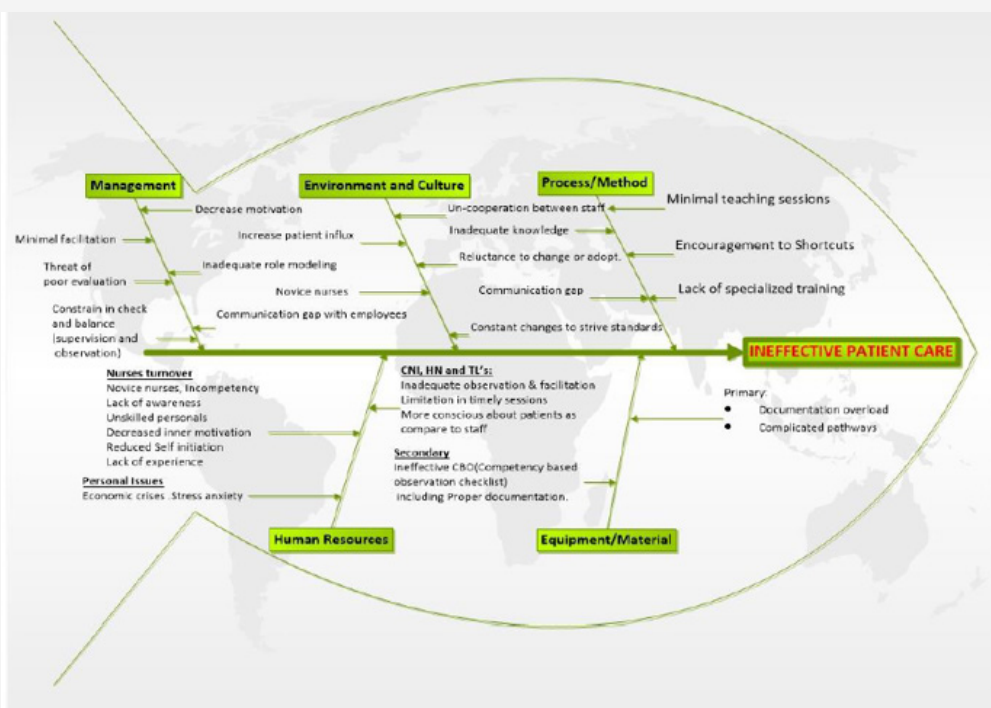 Management
Environment and Culture
Process/Method
Decrease motivation
Minimal facilitation
Inadequate role modeling
Threat of
poor evaluation
Communication gap with employees
Constrain in check
and balance
(supervision and
observation)
Un-cooperation between staff
Increase patient influx
Reluctance to change or adopt.
Novice nurses
Constant changes to strive standards
Minimal teaching sessions
Inadequate knowledge
Encouragement to Shortcuts
Communication gap
Lack of specialized training
INEFFECTIVE PATIENT CARE
Nurses turnover
Novice nurses, Incompetency
Lack of awareness
Unskilled personals
Decreased inner motivation
Reduced Self initiation
Lack of experience
Personal Issues
Economic crises .Stress anxiety
CNI, HN and TL's:
Inadequate observation & facilitation
Limitation in timely sessions
More conscious about patients as
compare to staff
Secondary
Ineffective CBO(Competency based
observation checklist)
including Proper documentation.
Primary:
• Documentation overload
• Complicated pathways
Human Resources
Equipment/Material